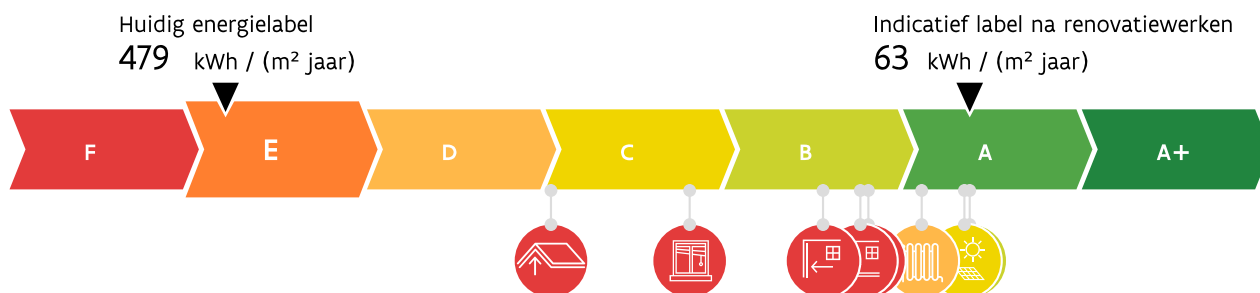 Huidig energielabel
479 kWh / (m² jaar)
Indicatief label na renovatiewerken
63 kWh / (m² jaar)
F E D C B A A+